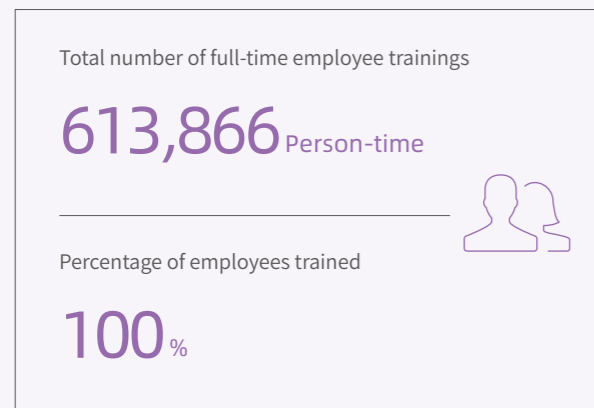 Total number of full-time employee trainings
613,866 Person-time
Percentage of employees trained
100 %